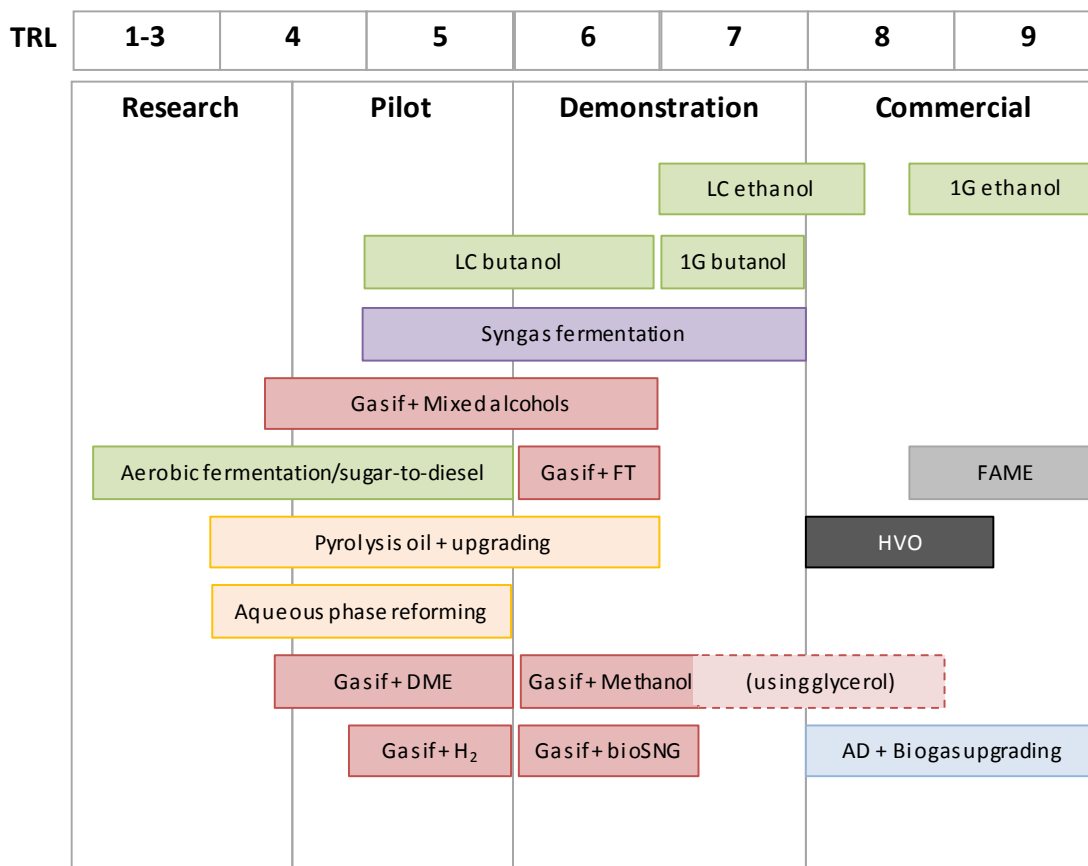 TRL 1-3 4 5 6 7 8 9
Research Pilot Demonstration Commercial
LC ethanol 1G ethanol
LC butanol 1G butanol
Syngas fermentation
Gasif + Mixed alcohols
Aerobic fermentation/sugar-to-diesel Gasif + FT FAME
Pyrolysis oil + upgrading HVO
Aqueous phase reforming
Gasif + DME Gasif + Methanol (using glycerol)
Gasif + H₂ Gasif + bioSNG AD + Biogas upgrading